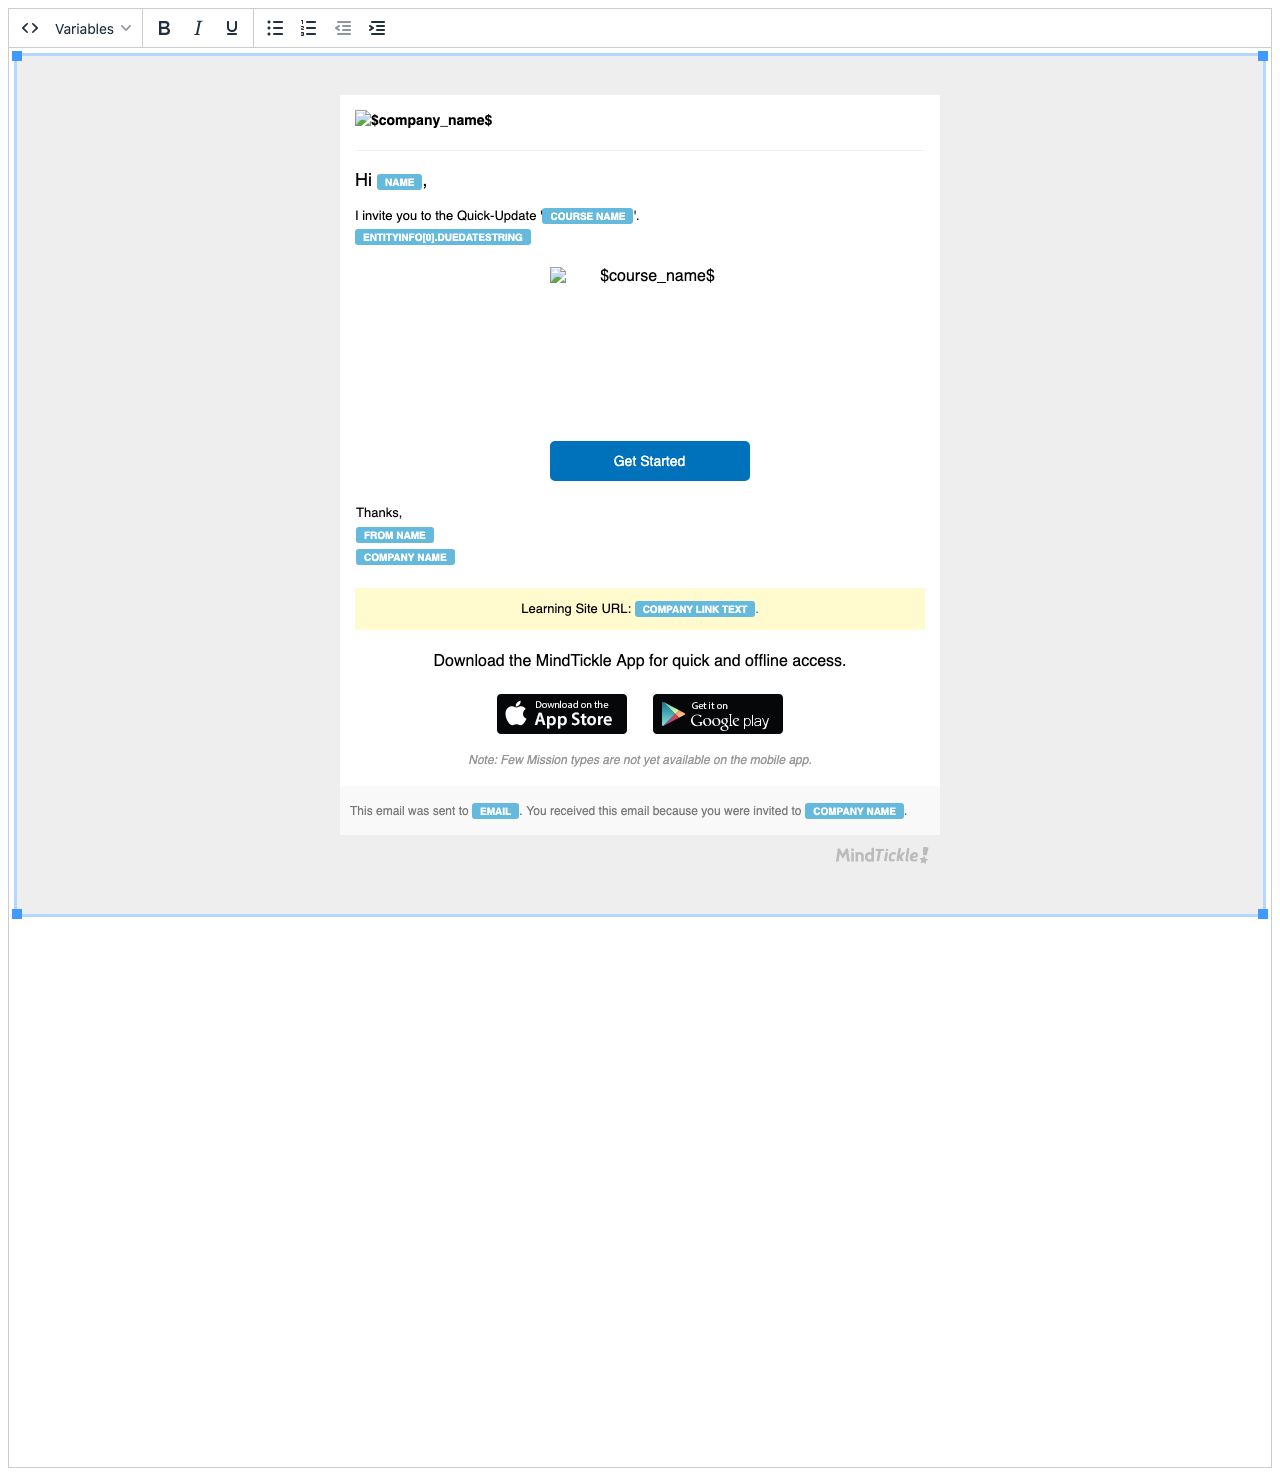 Variables
$company_name$
Hi NAME,
I invite you to the Quick-Update 'COURSE NAME'.
ENTITYINFO[0].DUEDATESTRING
$course_name$
Get Started
Thanks,
FROM NAME
COMPANY NAME
Learning Site URL: COMPANY LINK TEXT.
Download the MindTickle App for quick and offline access.
Download on the
App Store
Get it on
Google play
Note: Few Mission types are not yet available on the mobile app.
This email was sent to EMAIL. You received this email because you were invited to COMPANY NAME.
MindTickle!